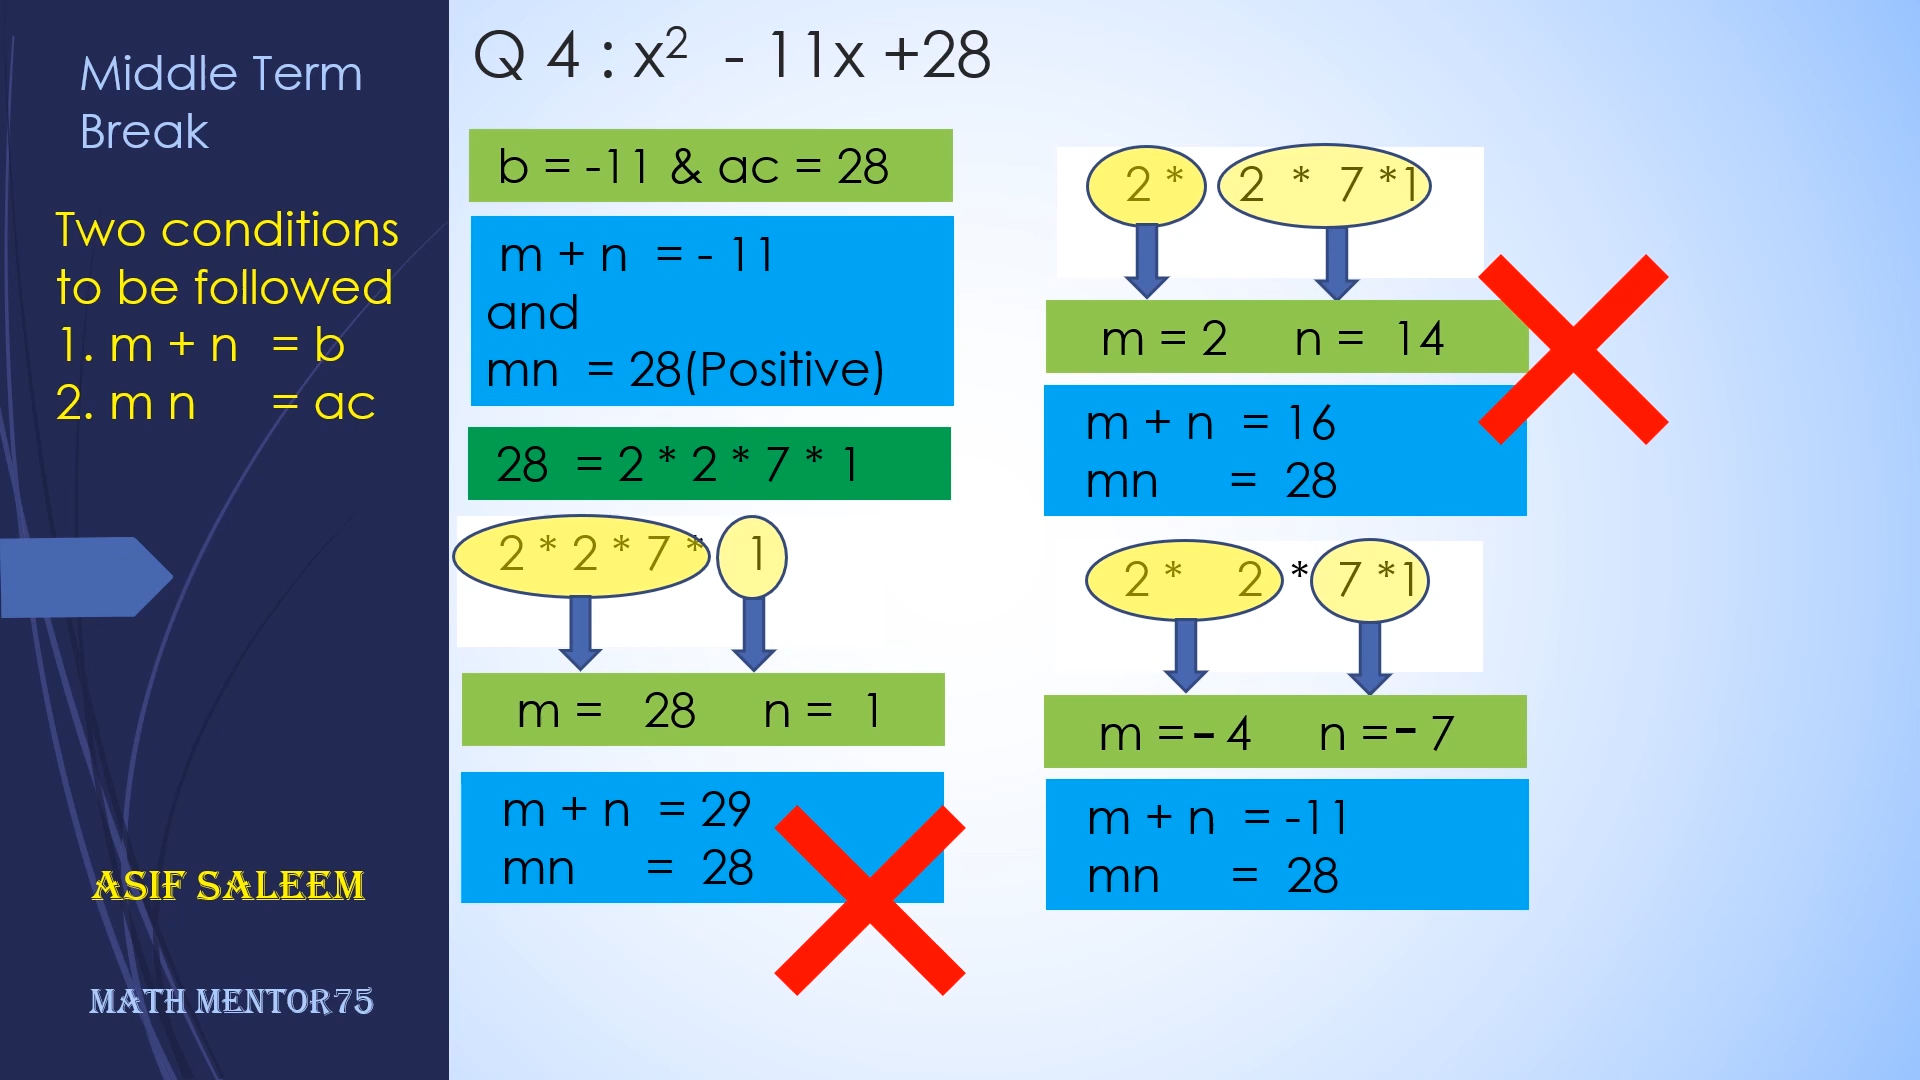 Middle Term
Break
Two conditions
to be followed
1. m + n = b
2. m n = ac
ASIF SALEEM
MATH MENTOR75
Q 4 : x² - 11x +28
b = -11 & ac = 28
m + n = - 11
and
mn = 28(Positive)
28 = 2 * 2 * 7 * 1
2 * 2 * 7 * 1
m = 28 n = 1
m + n = 29
mn = 28
2 * 2 * 7 *1
m = 2 n = 14
m + n = 16
mn = 28
2 * 2 * 7 *1
m = - 4 n = - 7
m + n = -11
mn = 28